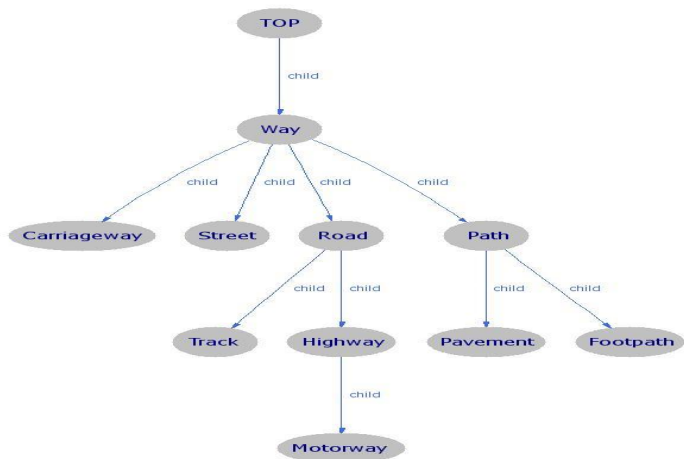 TOP
child
Way
child child child child
Carriageway Street Road Path
child child child child
Track Highway Pavement Footpath
child
Motorway